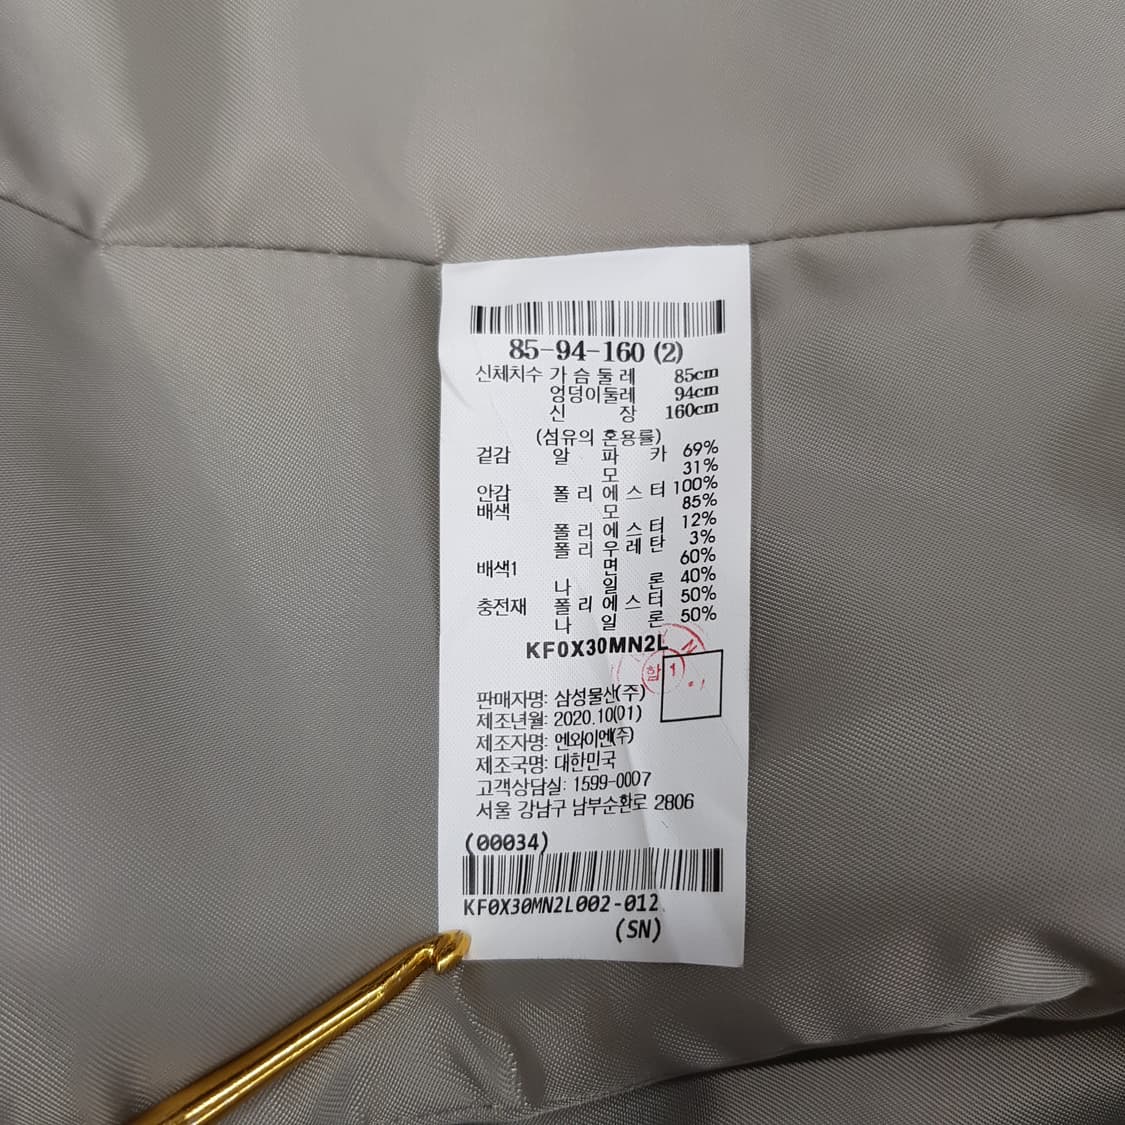 85-94-160 (2)
신체치수 가슴둘레 85cm
엉덩이둘레 94cm
신 장 160cm
(섬유의 혼용률)
겉감 알 파 카 69%
모 31%
안감 폴리에스터 100%
배색 모 85%
폴리에스터 12%
폴리우레탄 3%
배색1 면 60%
나 일 론 40%
충전재 폴리에스터 50%
나 일 론 50%
KF0X30MN2L
합 1
판매자명: 삼성물산(주)
제조년월: 2020.10(01)
제조자명: 엔와이엔(주)
제조국명: 대한민국
고객상담실: 1599-0007
서울 강남구 남부순환로 2806
(00034)
KF0X30MN2L002-012
(SN)